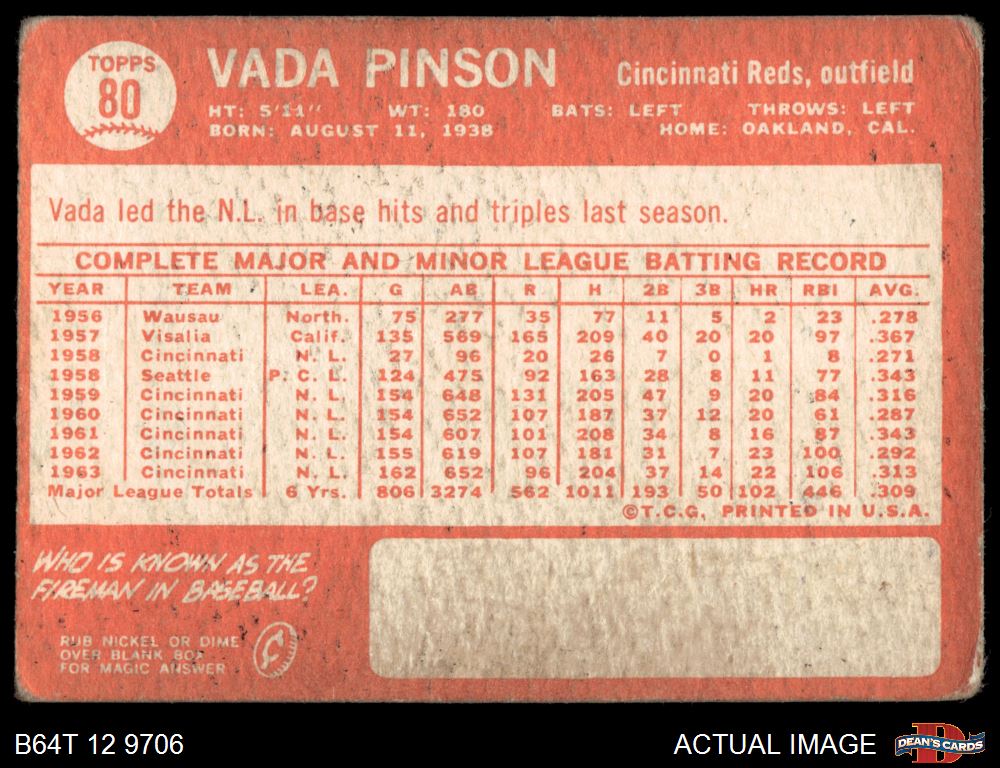 TOPPS
80
VADA PINSON
Cincinnati Reds, outfield
HT: 5'11" WT: 180 BATS: LEFT THROWS: LEFT
BORN: AUGUST 11, 1938 HOME: OAKLAND, CAL.
Vada led the N.L. in base hits and triples last season.
COMPLETE MAJOR AND MINOR LEAGUE BATTING RECORD
YEAR TEAM LEA. G AB R H 2B 3B HR RBI AVG.
1956 Wausau North. 75 277 35 77 11 5 2 23 .278
1957 Visalia Calif. 135 569 165 209 40 20 20 97 .367
1958 Cincinnati N. L. 27 96 20 26 7 0 1 8 .271
1958 Seattle P. C. L. 124 475 92 163 28 8 11 77 .343
1959 Cincinnati N. L. 154 648 131 205 47 9 20 84 .316
1960 Cincinnati N. L. 154 652 107 187 37 12 20 61 .287
1961 Cincinnati N. L. 154 607 101 208 34 8 16 87 .343
1962 Cincinnati N. L. 155 619 107 181 31 7 23 100 .292
1963 Cincinnati N. L. 162 652 96 204 37 14 22 106 .313
Major League Totals 6 Yrs. 806 3274 562 1011 193 50 102 446 .309
©T.C.G. PRINTED IN U.S.A.
WHO IS KNOWN AS THE
FIREMAN IN BASEBALL?
RUB NICKEL OR DIME
OVER BLANK BOX
FOR MAGIC ANSWER
B64T 12 9706
ACTUAL IMAGE
D
DEAN'S CARDS